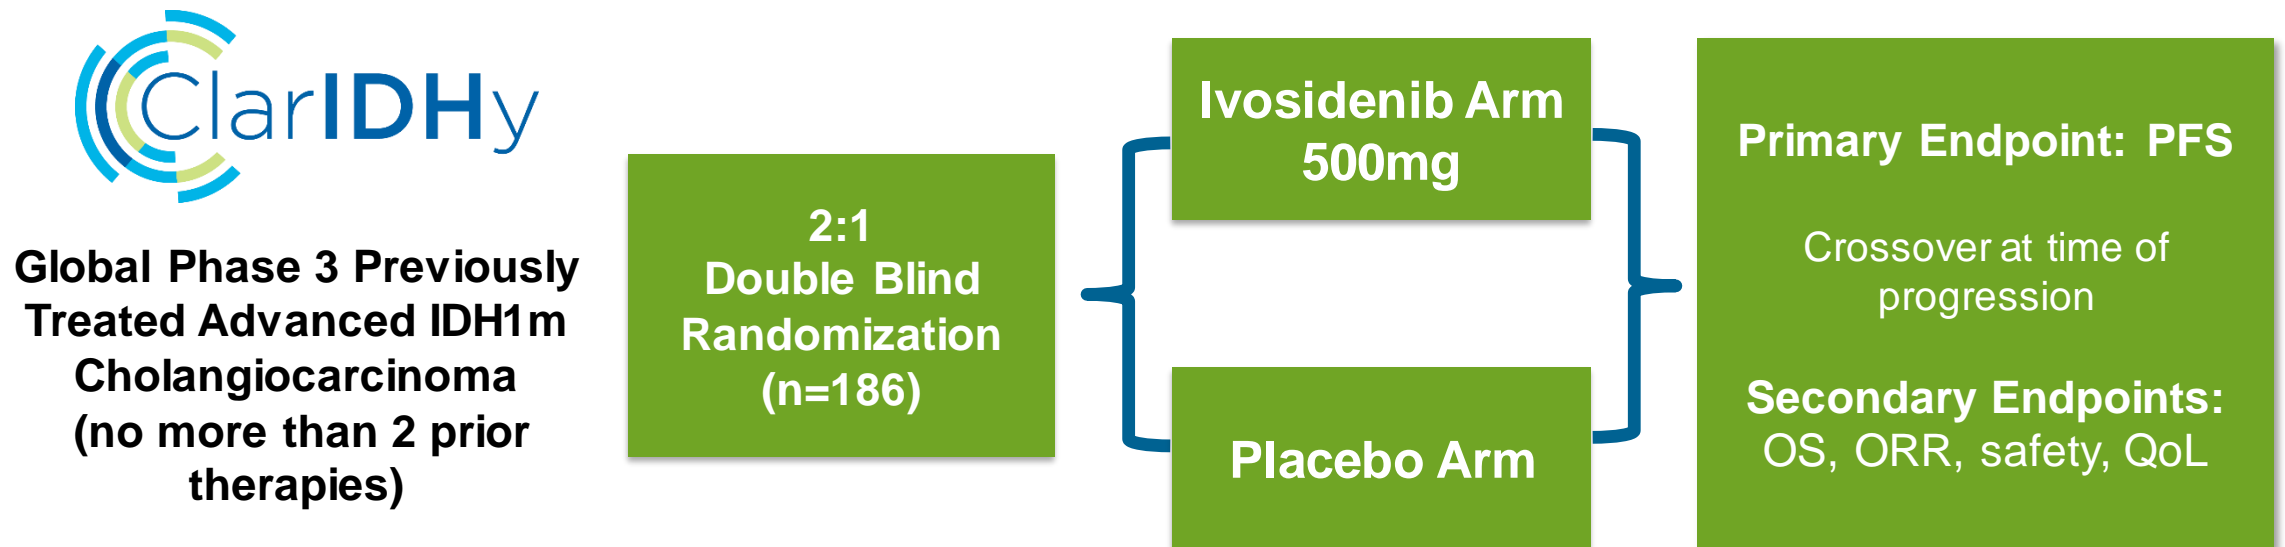 ClarIDHy
Global Phase 3 Previously
Treated Advanced IDH1m
Cholangiocarcinoma
(no more than 2 prior
therapies)
2:1
Double Blind
Randomization
(n=186)
Ivosidenib Arm
500mg
Placebo Arm
Primary Endpoint: PFS
Crossover at time of
progression
Secondary Endpoints:
OS, ORR, safety, QoL